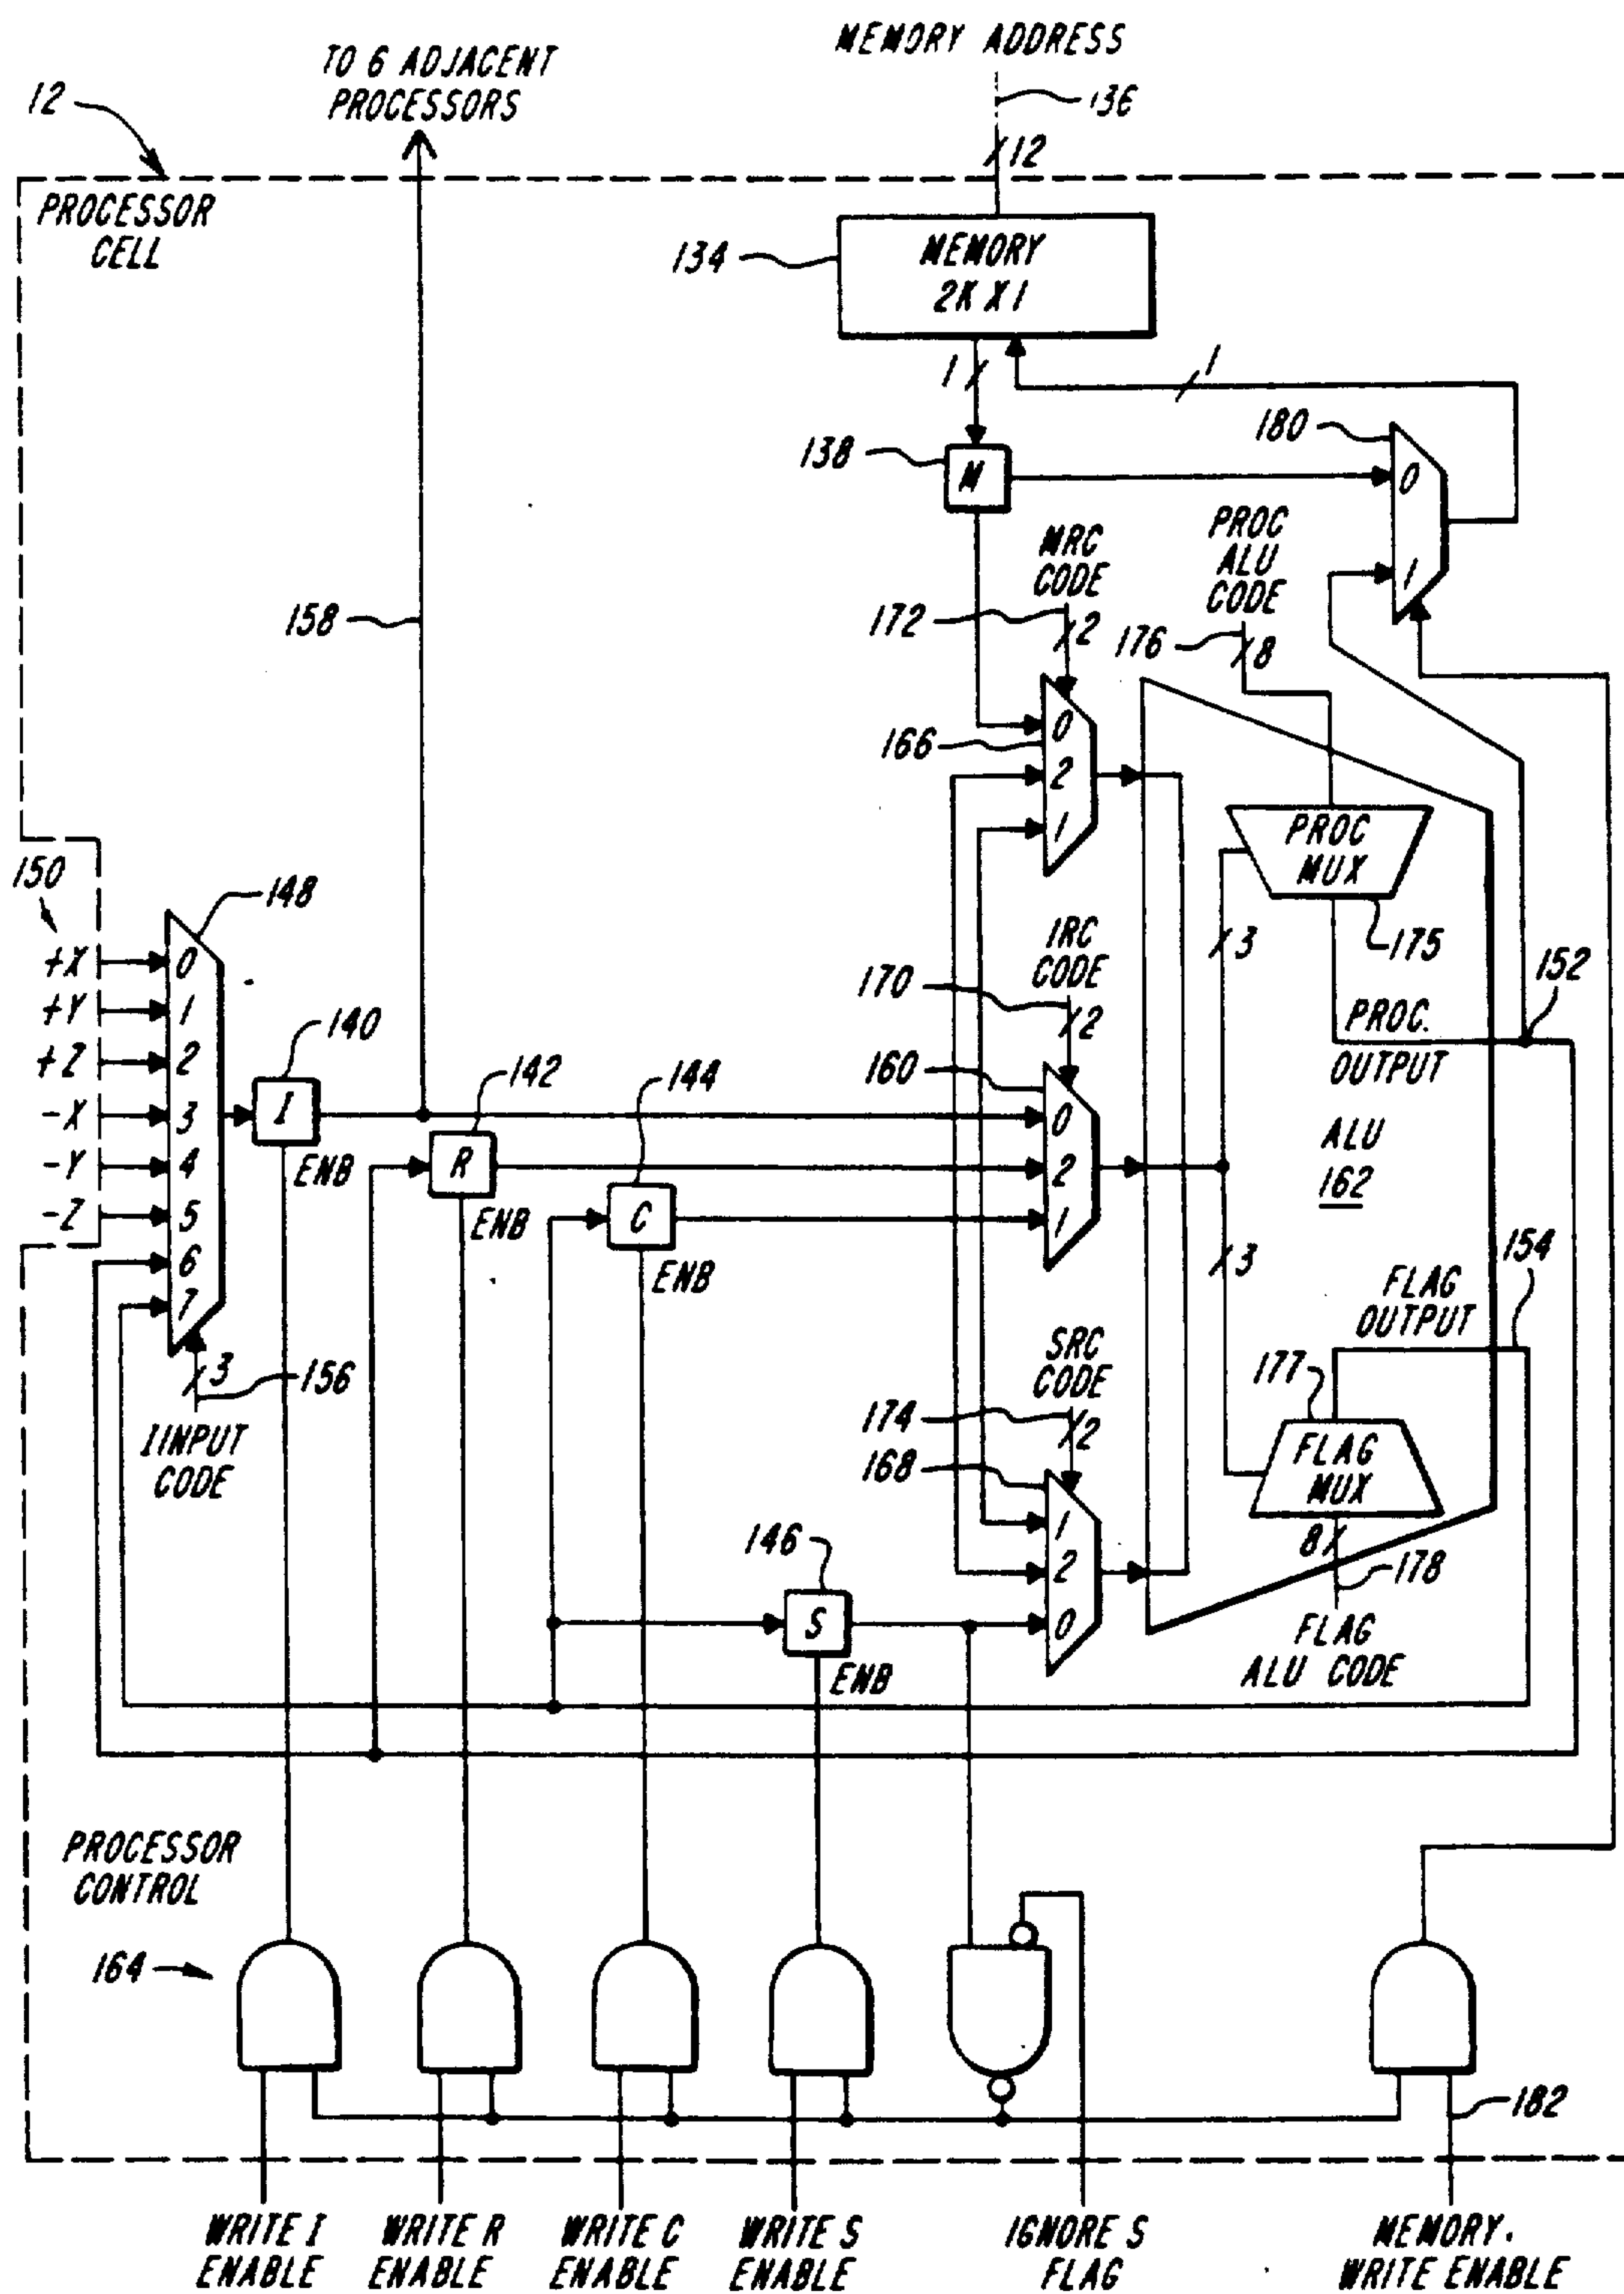 MEMORY ADDRESS
TO 6 ADJACENT
PROCESSORS
12
136
12
PROCESSOR
CELL
134
MEMORY
2K X 1
1
1
180
138
M
0
MRC
CODE
PROC
ALU
CODE
1
158
172
2
176
8
166
0
2
1
PROC
MUX
175
150
148
IRC
CODE
3
152
+X
0
+Y
1
170
2
PROC.
OUTPUT
+Z
2
140
142
144
160
-X
3
I
0
ALU
162
-Y
4
ENB
R
2
-Z
5
ENB
C
1
6
ENB
3
154
7
FLAG
OUTPUT
3
156
SRC
CODE
177
IINPUT
CODE
174
2
168
FLAG
MUX
1
146
2
8
178
S
0
FLAG
ALU CODE
ENB
PROCESSOR
CONTROL
164
182
WRITE I
ENABLE
WRITE R
ENABLE
WRITE C
ENABLE
WRITE S
ENABLE
IGNORE S
FLAG
MEMORY.
WRITE ENABLE